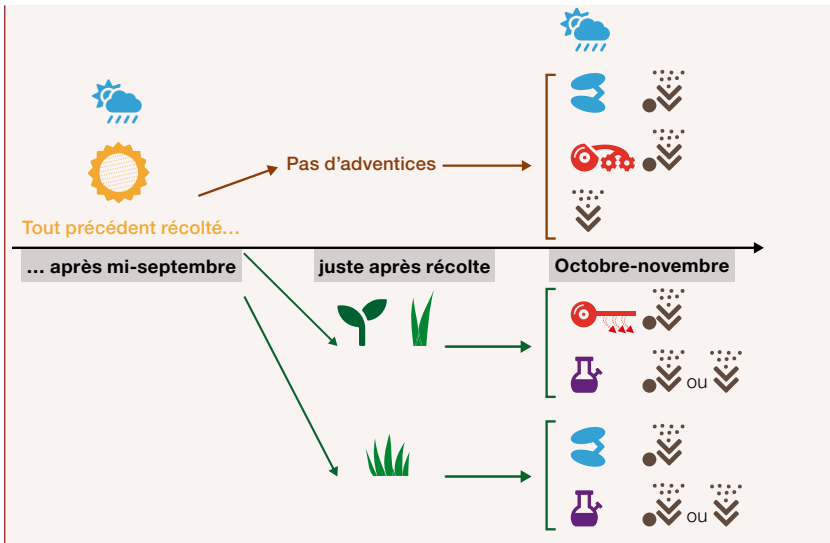 Pas d'adventices
Tout précédent récolté...
... après mi-septembre
juste après récolte
Octobre-novembre
ou
ou